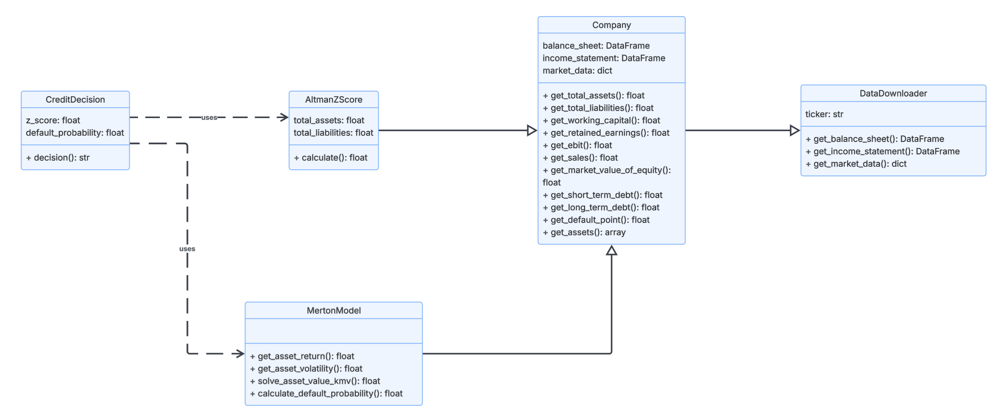 CreditDecision
z_score: float
default_probability: float
+ decision(): str
uses
uses
AltmanZScore
total_assets: float
total_liabilities: float
+ calculate(): float
MertonModel
+ get_asset_return(): float
+ get_asset_volatility(): float
+ solve_asset_value_kmv(): float
+ calculate_default_probability(): float
Company
balance_sheet: DataFrame
income_statement: DataFrame
market_data: dict
+ get_total_assets(): float
+ get_total_liabilities(): float
+ get_working_capital(): float
+ get_retained_earnings(): float
+ get_ebit(): float
+ get_sales(): float
+ get_market_value_of_equity():
float
+ get_short_term_debt(): float
+ get_long_term_debt(): float
+ get_default_point(): float
+ get_assets(): array
DataDownloader
ticker: str
+ get_balance_sheet(): DataFrame
+ get_income_statement(): DataFrame
+ get_market_data(): dict